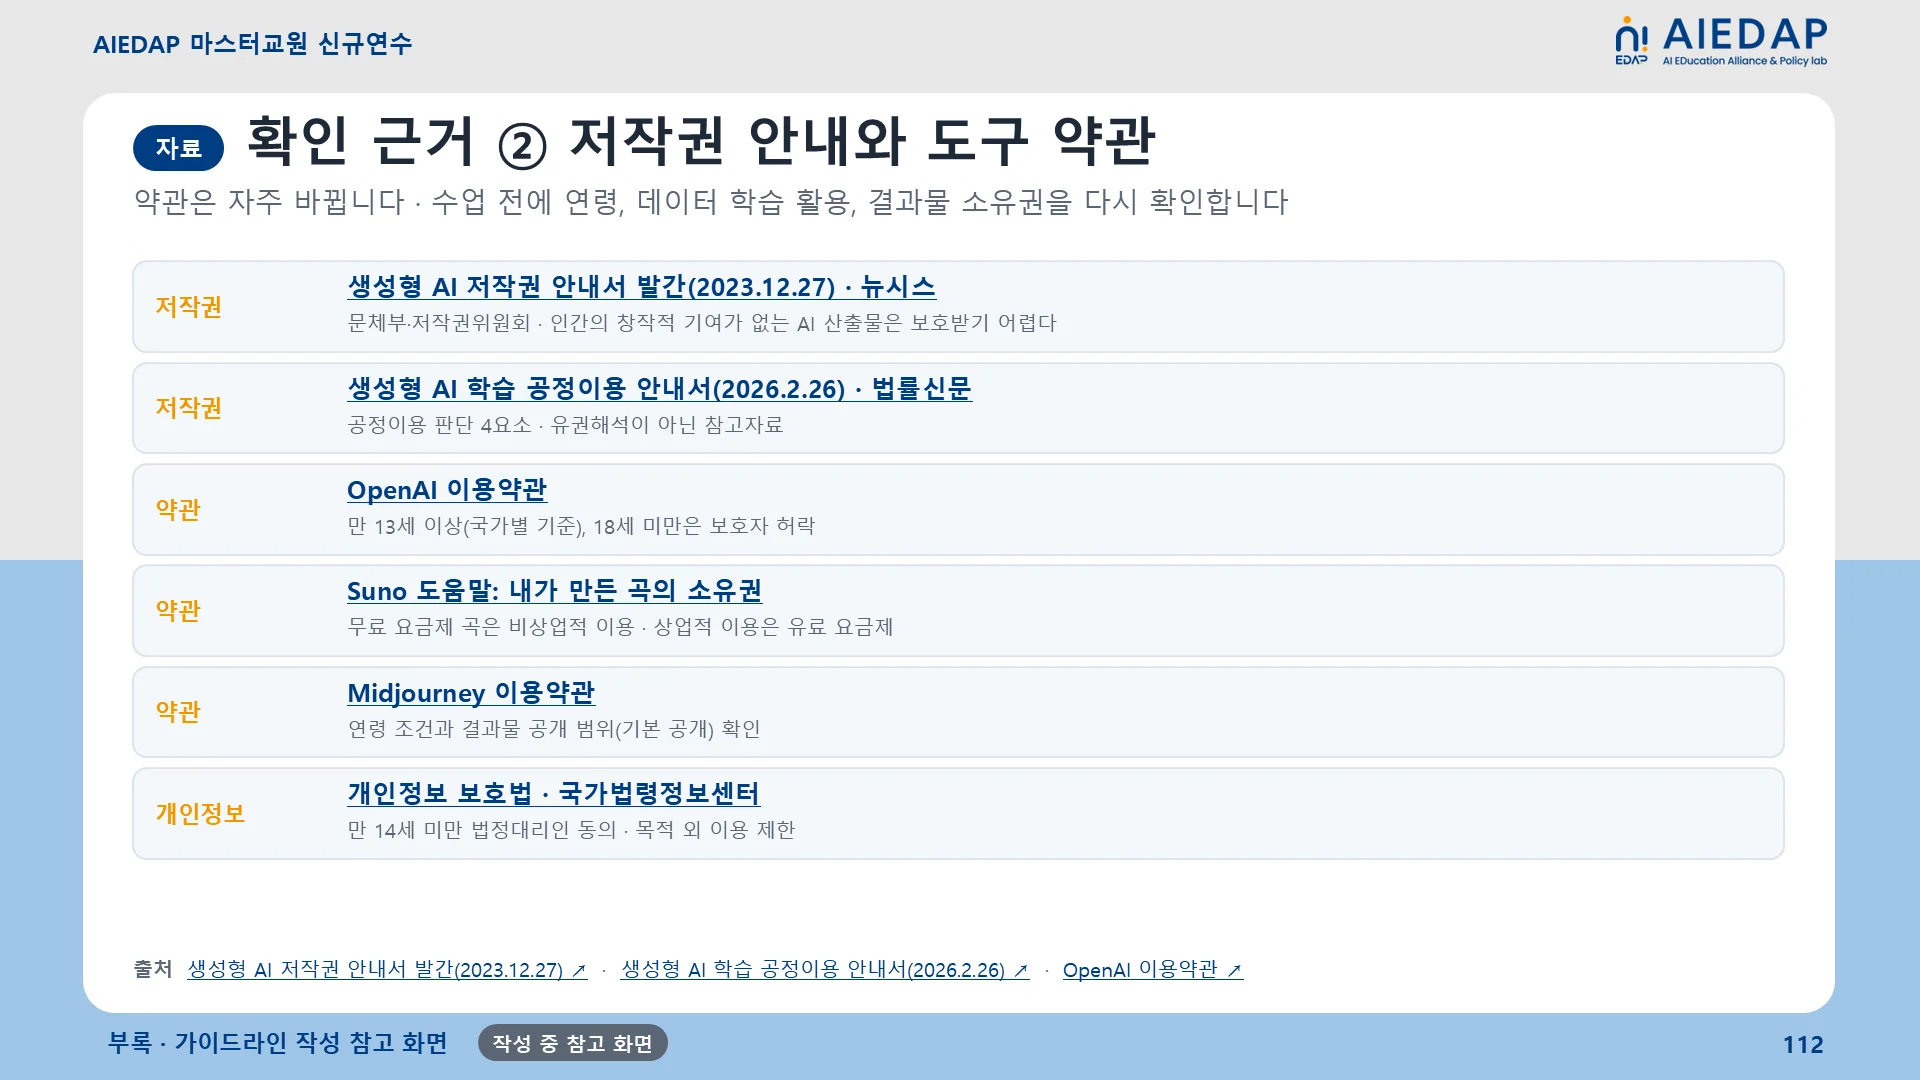 AIEDAP 마스터교원 신규연수
AIEDAP
EDAP
AI EDucation Alliance & Policy lab
자료
확인 근거 ② 저작권 안내와 도구 약관
약관은 자주 바뀝니다 · 수업 전에 연령, 데이터 학습 활용, 결과물 소유권을 다시 확인합니다
저작권
생성형 AI 저작권 안내서 발간(2023.12.27) · 뉴시스
문체부·저작권위원회 · 인간의 창작적 기여가 없는 AI 산출물은 보호받기 어렵다
저작권
생성형 AI 학습 공정이용 안내서(2026.2.26) · 법률신문
공정이용 판단 4요소 · 유권해석이 아닌 참고자료
약관
OpenAI 이용약관
만 13세 이상(국가별 기준), 18세 미만은 보호자 허락
약관
Suno 도움말: 내가 만든 곡의 소유권
무료 요금제 곡은 비상업적 이용 · 상업적 이용은 유료 요금제
약관
Midjourney 이용약관
연령 조건과 결과물 공개 범위(기본 공개) 확인
개인정보
개인정보 보호법 · 국가법령정보센터
만 14세 미만 법정대리인 동의 · 목적 외 이용 제한
출처 생성형 AI 저작권 안내서 발간(2023.12.27) ↗ · 생성형 AI 학습 공정이용 안내서(2026.2.26) ↗ · OpenAI 이용약관 ↗
부록 · 가이드라인 작성 참고 화면
작성 중 참고 화면
112